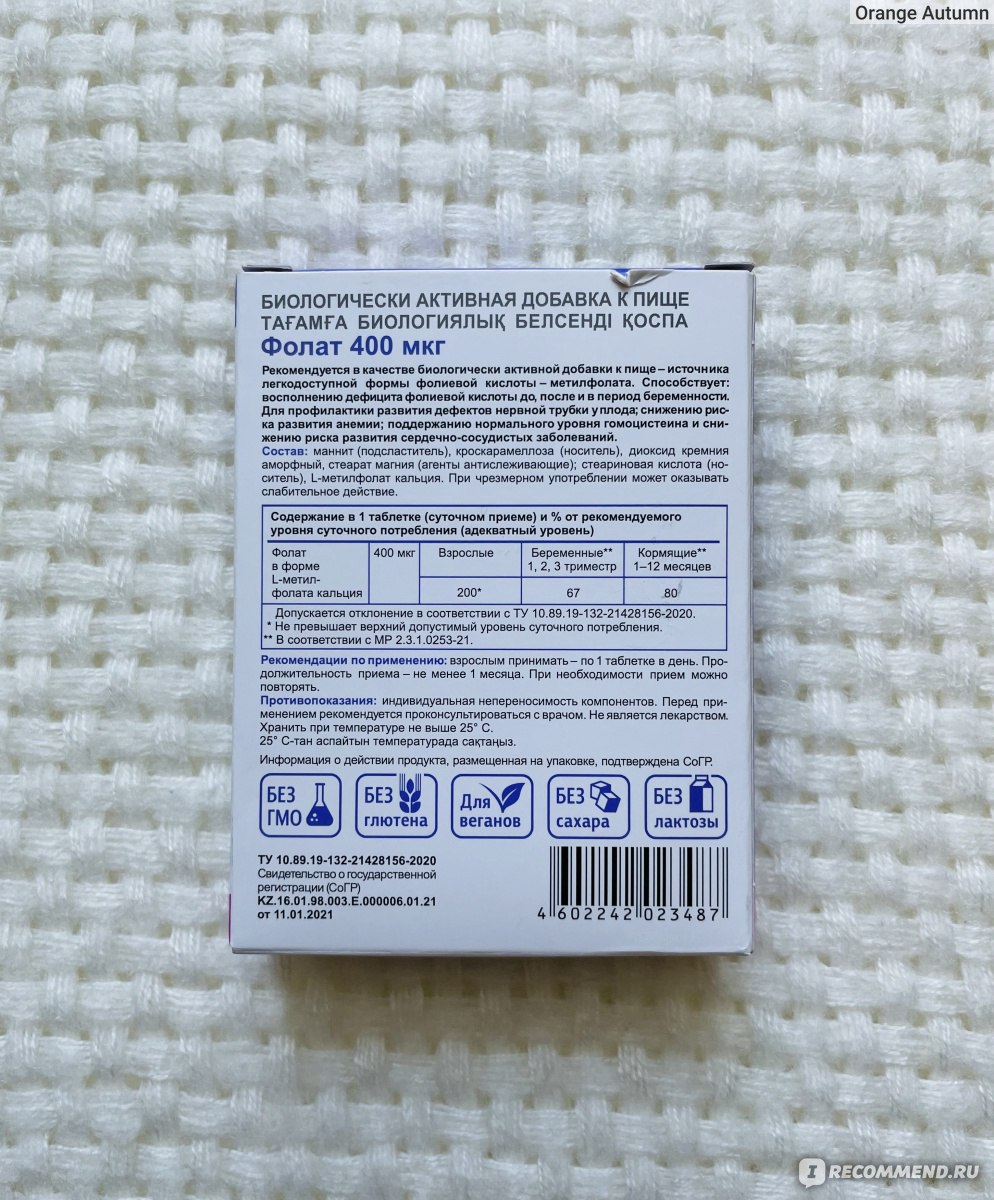 Orange Autumn
БИОЛОГИЧЕСКИ АКТИВНАЯ ДОБАВКА К ПИЩЕ
ТАҒАМҒА БИОЛОГИЯЛЫҚ БЕЛСЕНДІ ҚОСПА
Фолат 400 мкг
Рекомендуется в качестве биологически активной добавки к пище – источника
легкодоступной формы фолиевой кислоты – метилфолата. Способствует:
восполнению дефицита фолиевой кислоты до, после и в период беременности.
Для профилактики развития дефектов нервной трубки у плода; снижению рис-
ка развития анемии; поддержанию нормального уровня гомоцистеина и сни-
жению риска развития сердечно-сосудистых заболеваний.
Состав: маннит (подсластитель), кроскарамеллоза (носитель), диоксид кремния
аморфный, стеарат магния (агенты антислеживающие); стеариновая кислота (но-
ситель), L-метилфолат кальция. При чрезмерном употреблении может оказывать
слабительное действие.
Содержание в 1 таблетке (суточном приеме) и % от рекомендуемого
уровня суточного потребления (адекватный уровень)
Фолат 400 мкг Взрослые Беременные** Кормящие**
в форме 1, 2, 3 триместр 1–12 месяцев
L-метил-
фолата кальция 200* 67 80
Допускается отклонение в соответствии с ТУ 10.89.19-132-21428156-2020.
* Не превышает верхний допустимый уровень суточного потребления.
** В соответствии с МР 2.3.1.0253-21.
Рекомендации по применению: взрослым принимать – по 1 таблетке в день. Про-
должительность приема – не менее 1 месяца. При необходимости прием можно
повторять.
Противопоказания: индивидуальная непереносимость компонентов. Перед при-
менением рекомендуется проконсультироваться с врачом. Не является лекарством.
Хранить при температуре не выше 25° С.
25° С-тан аспайтын температурада сақтаңыз.
Информация о действии продукта, размещенная на упаковке, подтверждена СоГР.
БЕЗ ГМО
БЕЗ глютена
Для веганов
БЕЗ сахара
БЕЗ лактозы
ТУ 10.89.19-132-21428156-2020
Свидетельство о государственной
регистрации (СоГР)
KZ.16.01.98.003.E.000006.01.21
от 11.01.2021
4 602242 023487
IRECOMMEND.RU